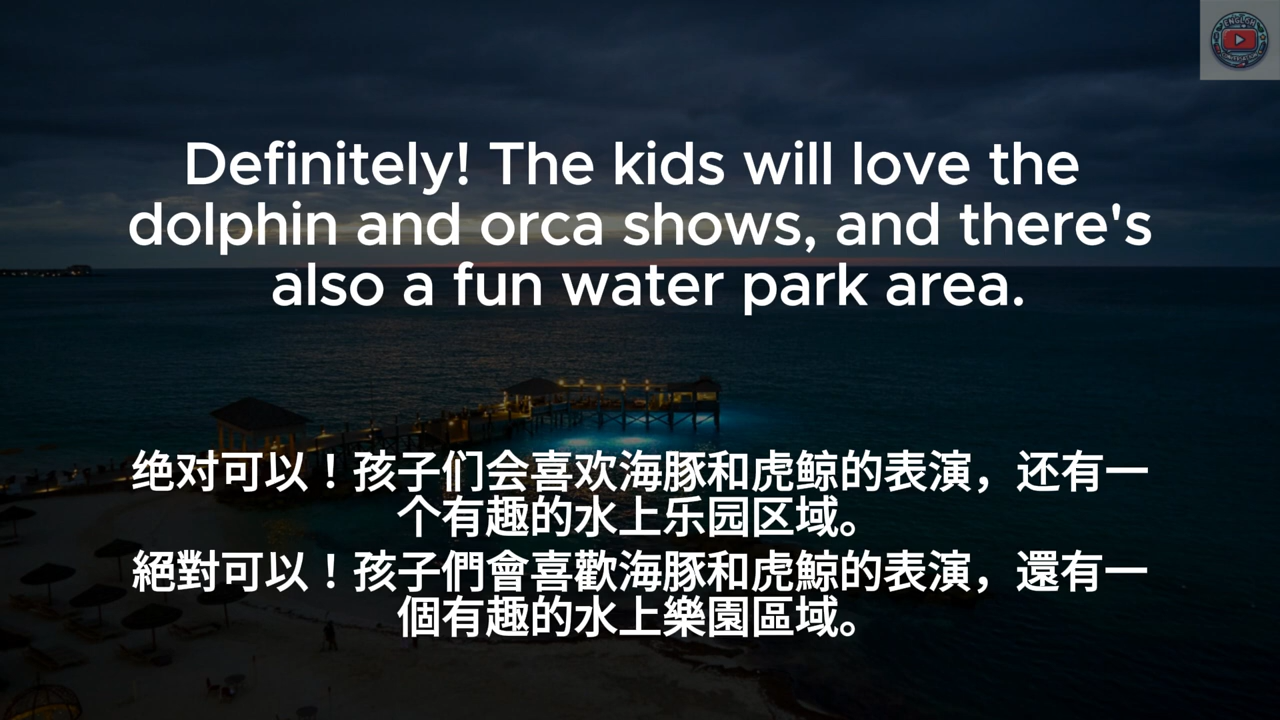 ENGLISH
Definitely! The kids will love the
dolphin and orca shows, and there's
also a fun water park area.
绝对可以！孩子们会喜欢海豚和虎鲸的表演，还有一
个有趣的水上乐园区域。
絕對可以！孩子們會喜歡海豚和虎鯨的表演，還有一
個有趣的水上樂園區域。